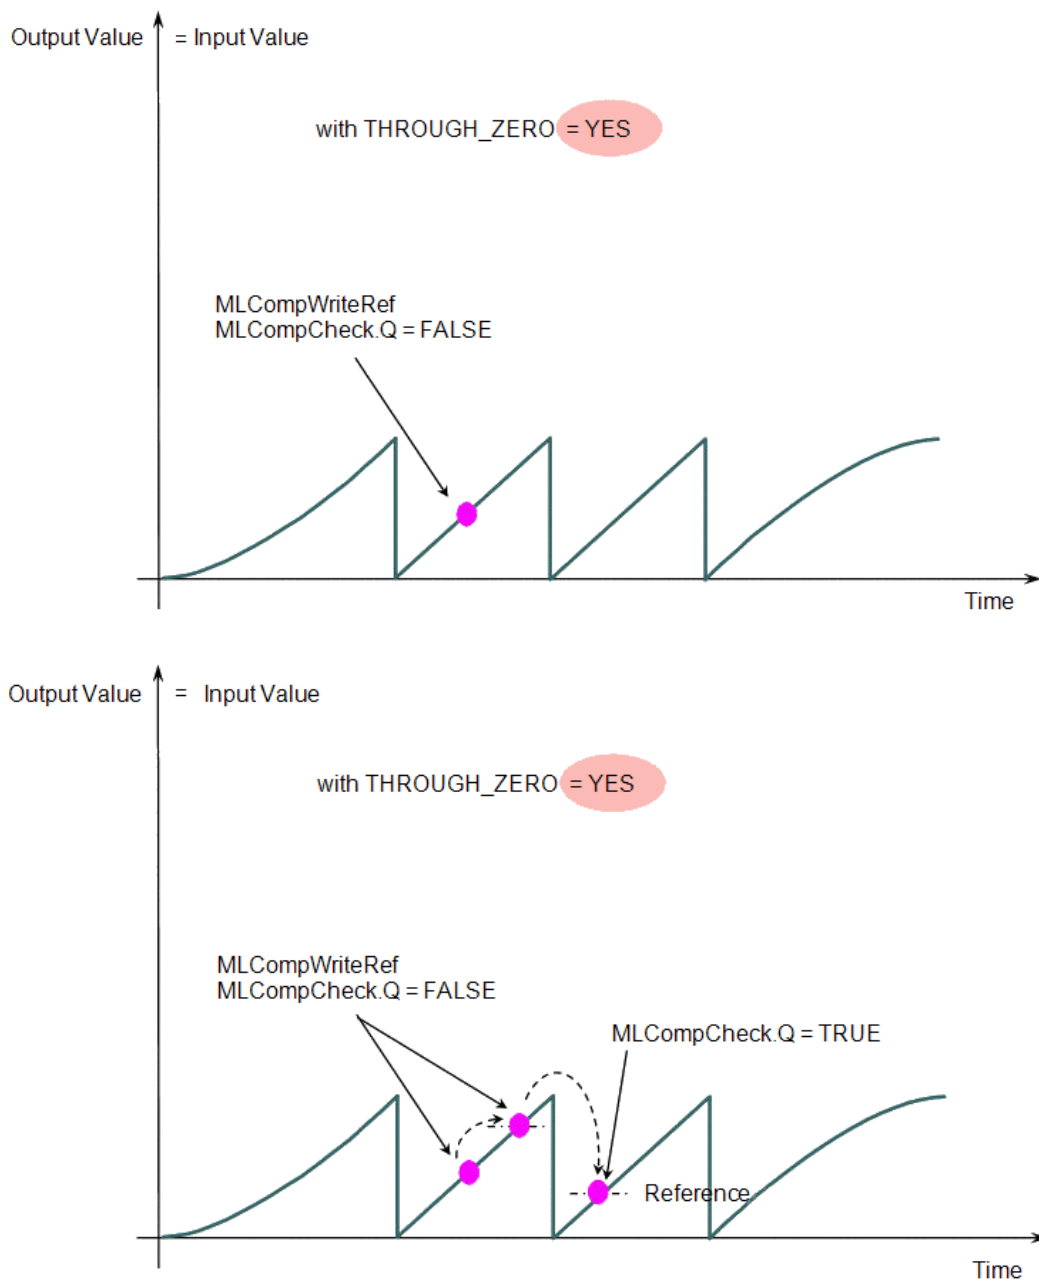 Output Value = Input Value
with THROUGH_ZERO = YES
MLCompWriteRef
MLCompCheck.Q = FALSE
Time
Output Value = Input Value
with THROUGH_ZERO = YES
MLCompWriteRef
MLCompCheck.Q = FALSE
MLCompCheck.Q = TRUE
Reference
Time